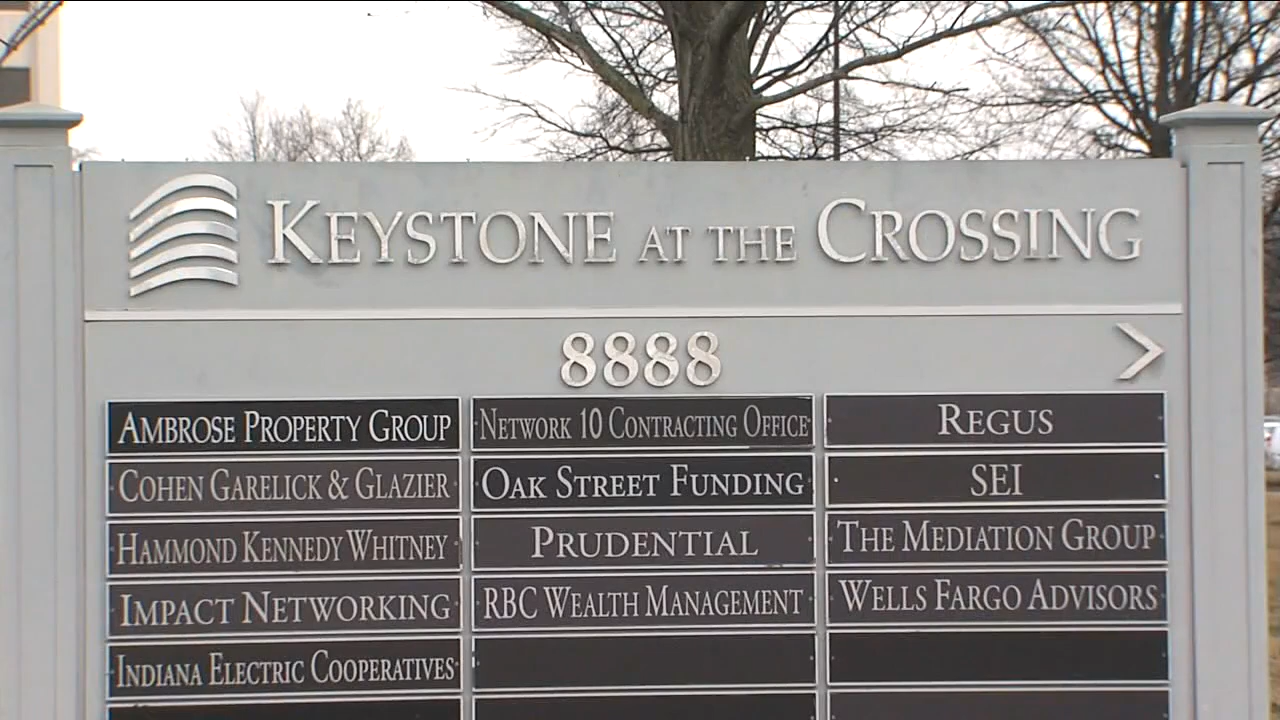 KEYSTONE AT THE CROSSING
8888
AMBROSE PROPERTY GROUP
COHEN GARELICK & GLAZIER
HAMMOND KENNEDY WHITNEY
IMPACT NETWORKING
INDIANA ELECTRIC COOPERATIVES
NETWORK 10 CONTRACTING OFFICE
OAK STREET FUNDING
PRUDENTIAL
RBC WEALTH MANAGEMENT
REGUS
SEI
THE MEDIATION GROUP
WELLS FARGO ADVISORS